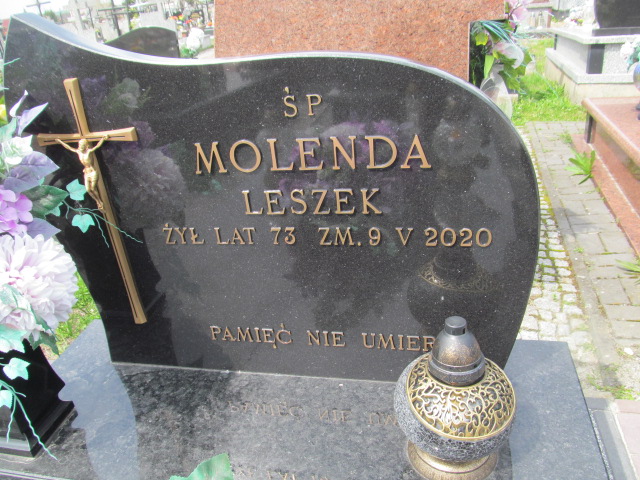 ŚP
MOLENDA
LESZEK
ŻYŁ LAT 73 ZM. 9 V 2020
PAMIĘĆ NIE UMIER